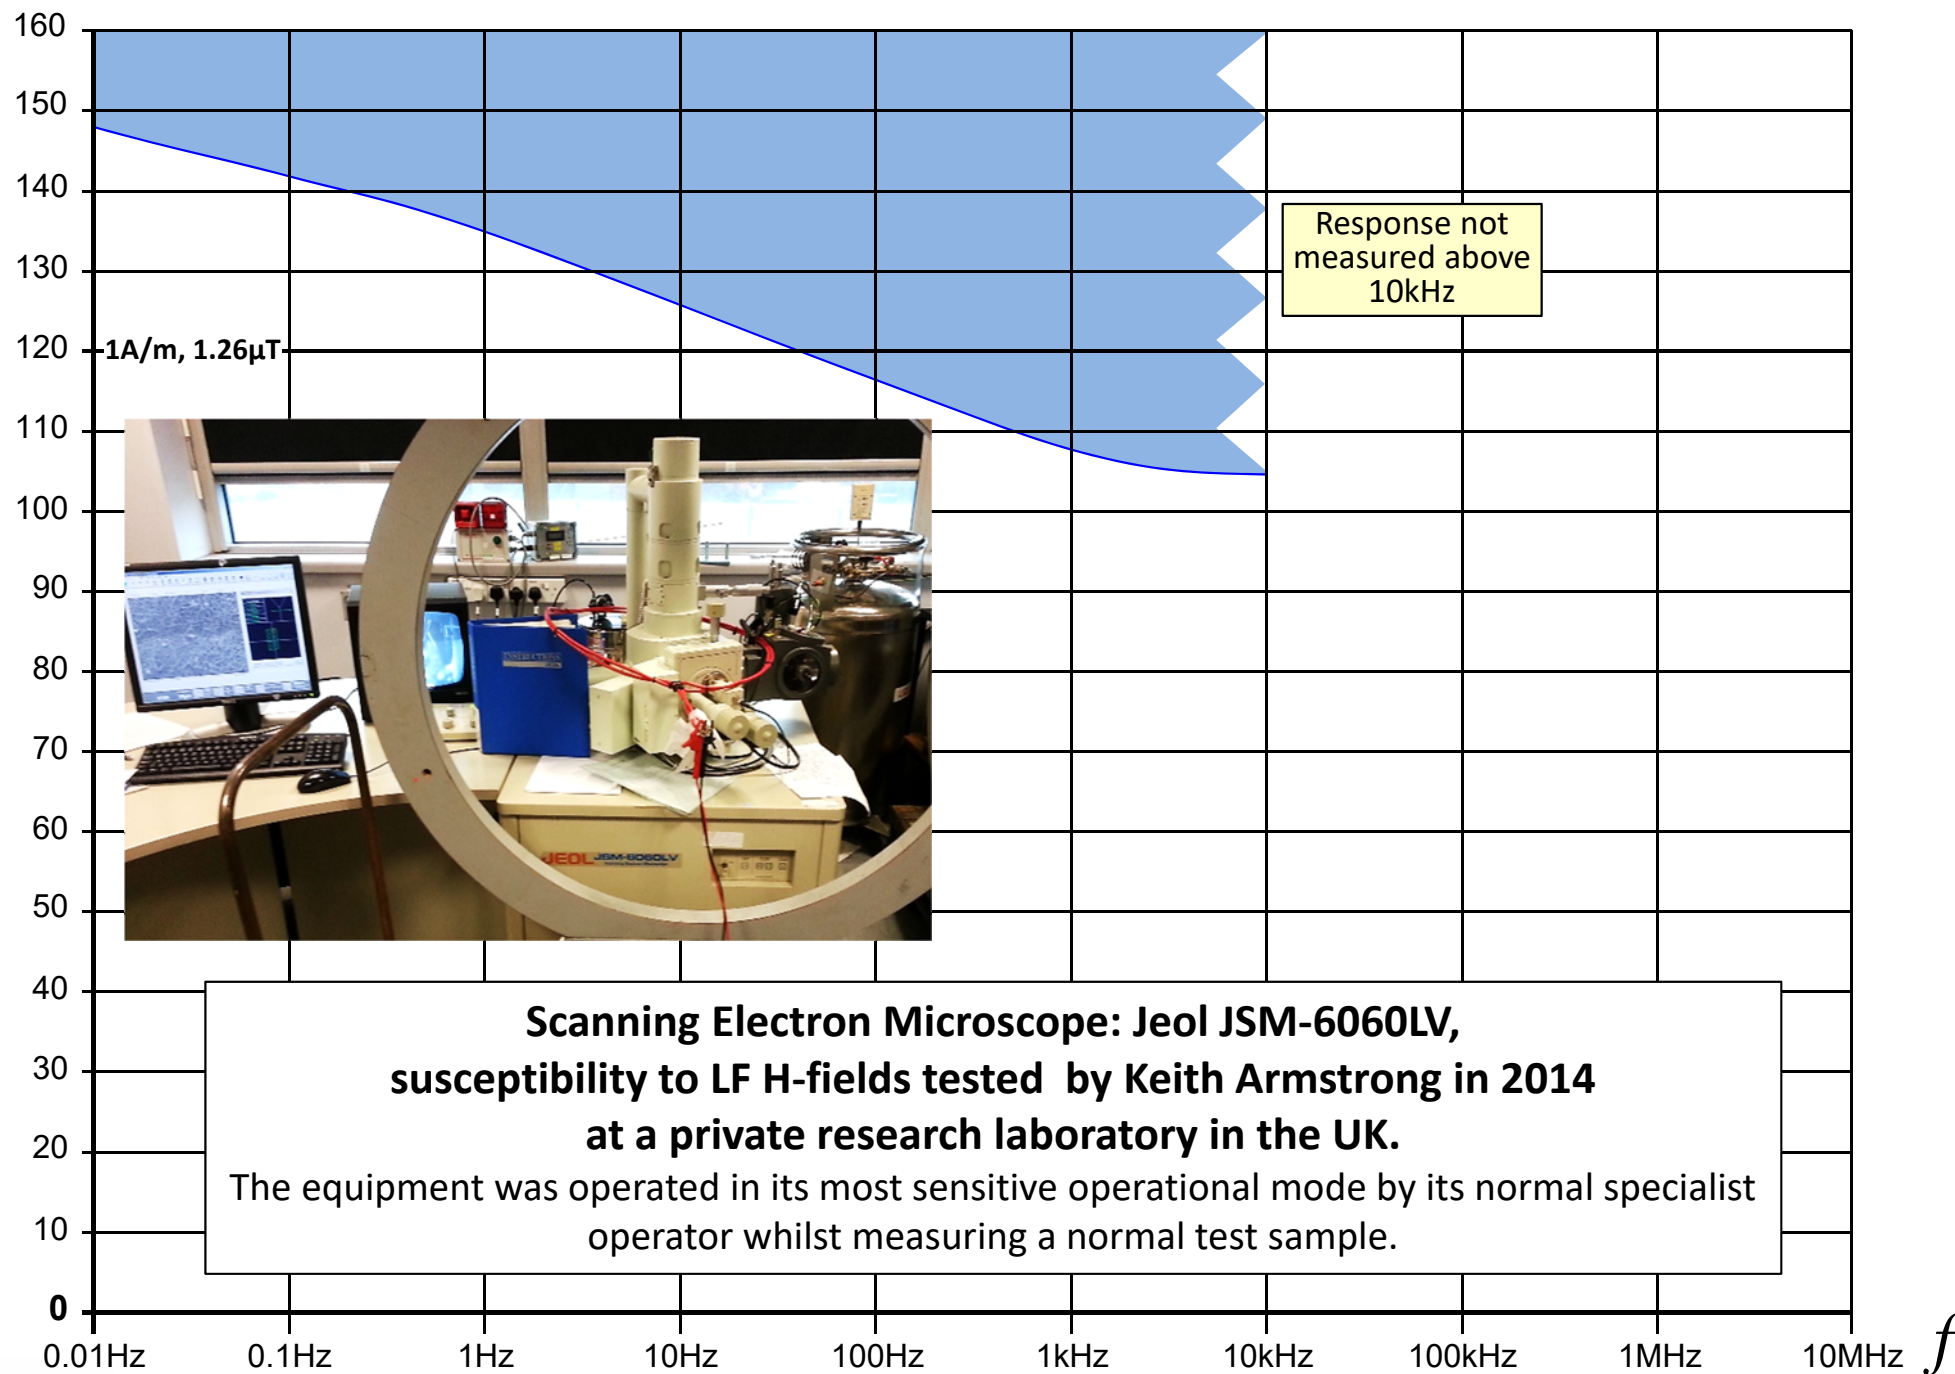 160
150
140
130
120
110
100
90
80
70
60
50
40
30
20
10
0
1A/m, 1.26µT
Response not
measured above
10kHz
INSTRUCTIONS
JEOL JSM-6060LV
Scanning Electron Microscope: Jeol JSM-6060LV,
susceptibility to LF H-fields tested by Keith Armstrong in 2014
at a private research laboratory in the UK.
The equipment was operated in its most sensitive operational mode by its normal specialist
operator whilst measuring a normal test sample.
0.01Hz 0.1Hz 1Hz 10Hz 100Hz 1kHz 10kHz 100kHz 1MHz 10MHz f